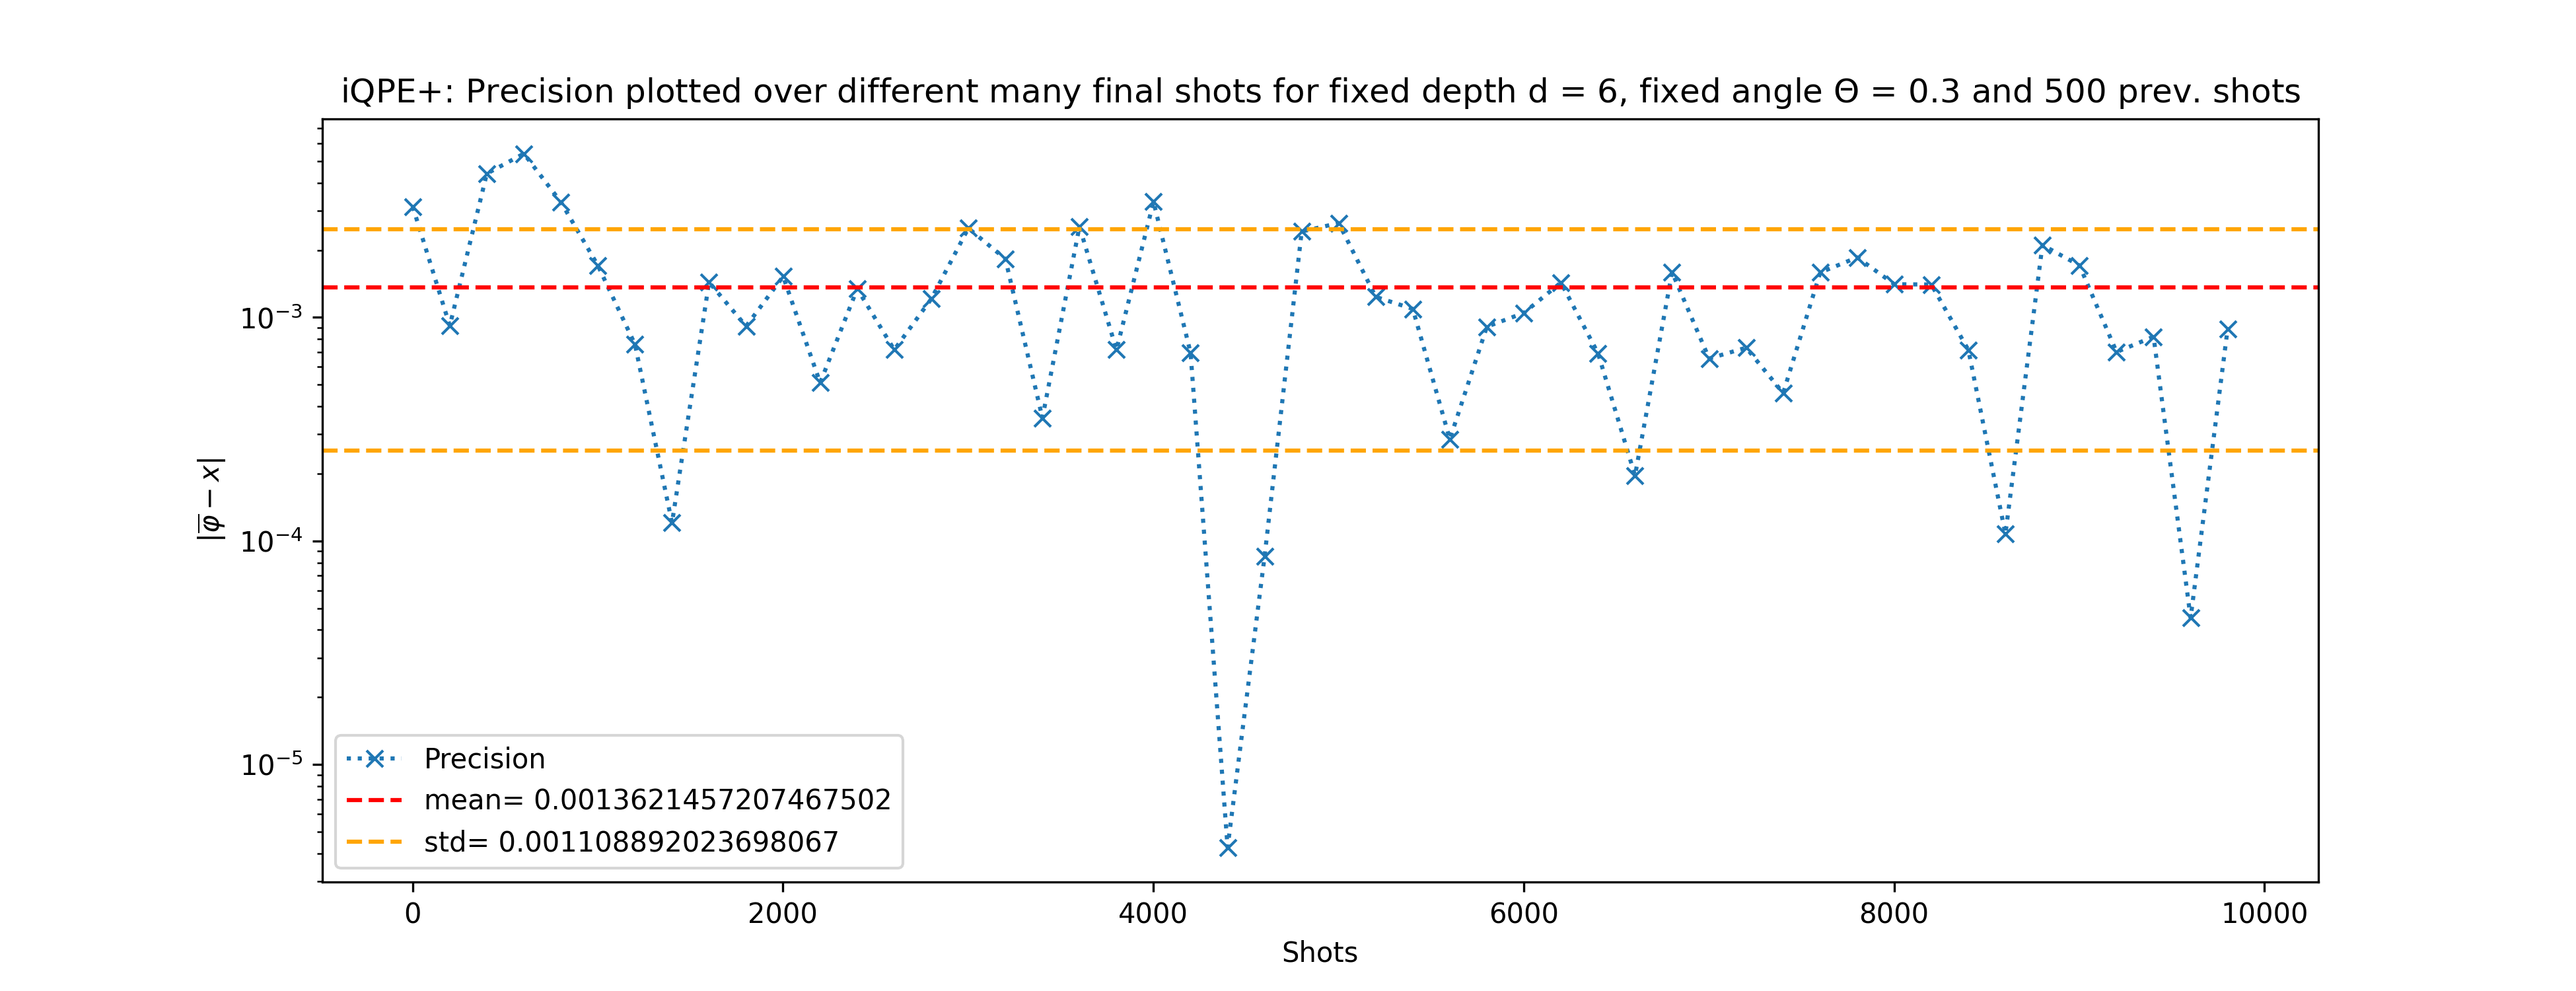 iQPE+: Precision plotted over different many final shots for fixed depth d = 6, fixed angle Θ = 0.3 and 500 prev. shots
|φ̅ − x|
10⁻³
10⁻⁴
10⁻⁵
Precision
mean= 0.0013621457207467502
std= 0.001108892023698067
0 2000 4000 6000 8000 10000
Shots